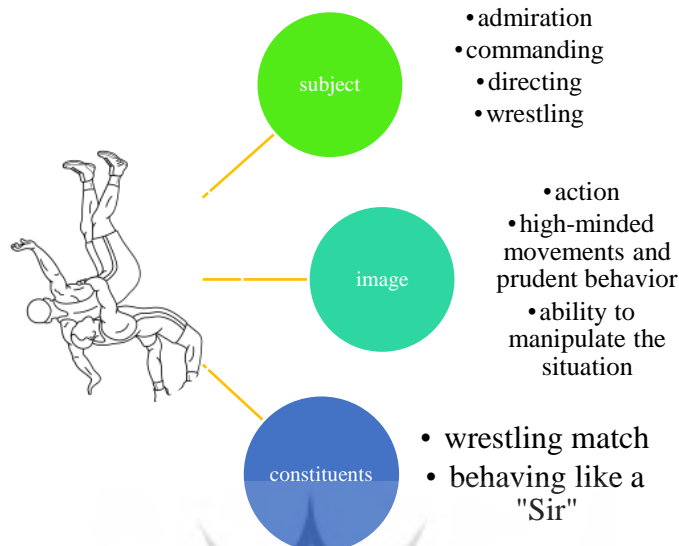 subject
•admiration
•commanding
•directing
•wrestling
image
•action
•high-minded
movements and
prudent behavior
•ability to
manipulate the
situation
constituents
• wrestling match
• behaving like a
"Sir"